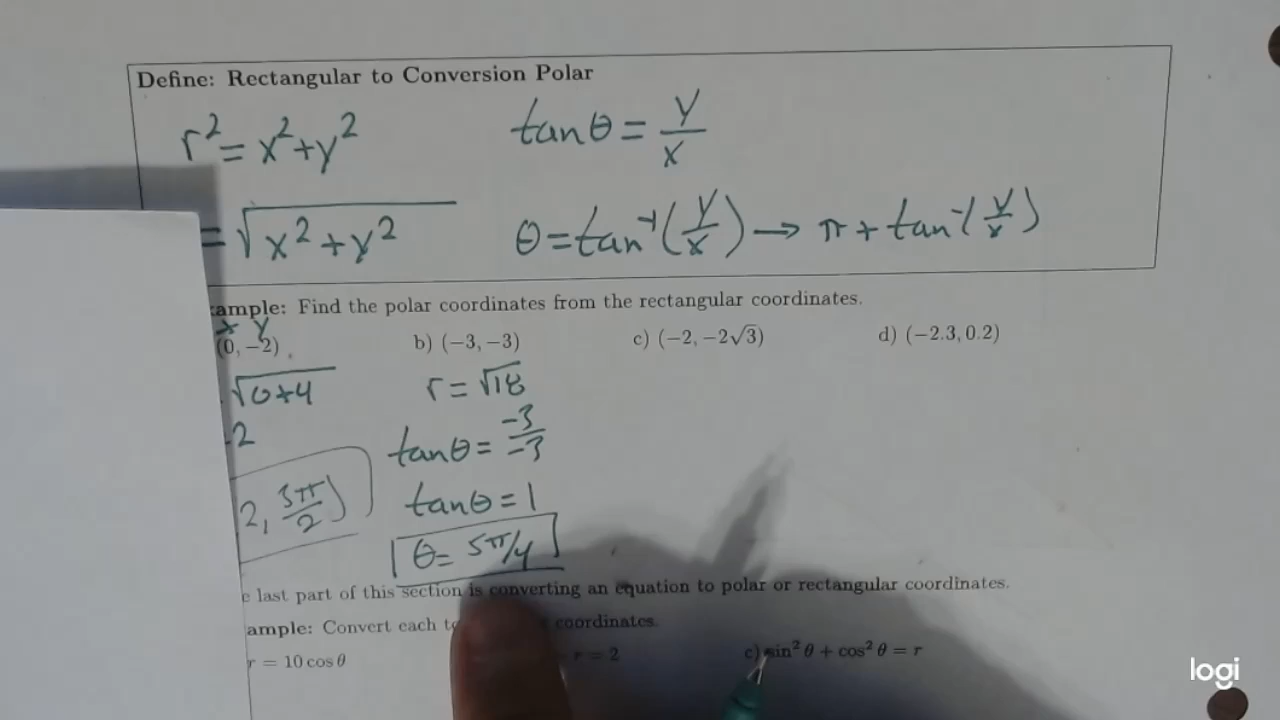 Define: Rectangular to Conversion Polar
r² = x² + y²
tanθ = y/x
= √(x² + y²)
θ = tan⁻¹(y/x) → π + tan⁻¹(y/x)
ample: Find the polar coordinates from the rectangular coordinates.
x y
(0, −2)
b) (−3, −3)
c) (−2, −2√3)
d) (−2.3, 0.2)
√0+4
2
2, 3π/2)
r = √18
tanθ = −3/−3
tanθ = 1
θ = 5π/4
e last part of this section is converting an equation to polar or rectangular coordinates.
ample: Convert each t coordinates.
r = 10 cos θ
r = 2
c) sin² θ + cos² θ = r
logi